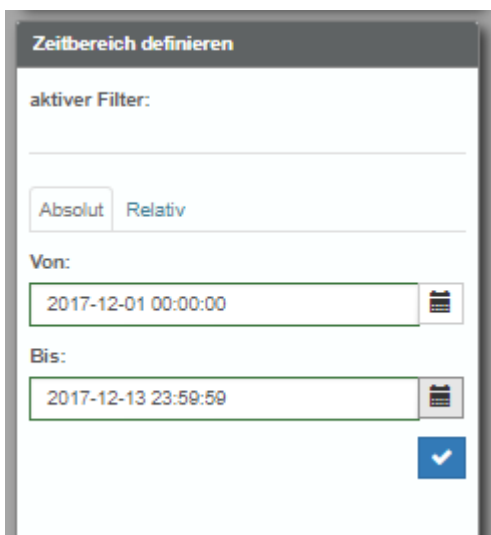 Zeitbereich definieren
aktiver Filter:
Absolut Relativ
Von:
2017-12-01 00:00:00
Bis:
2017-12-13 23:59:59